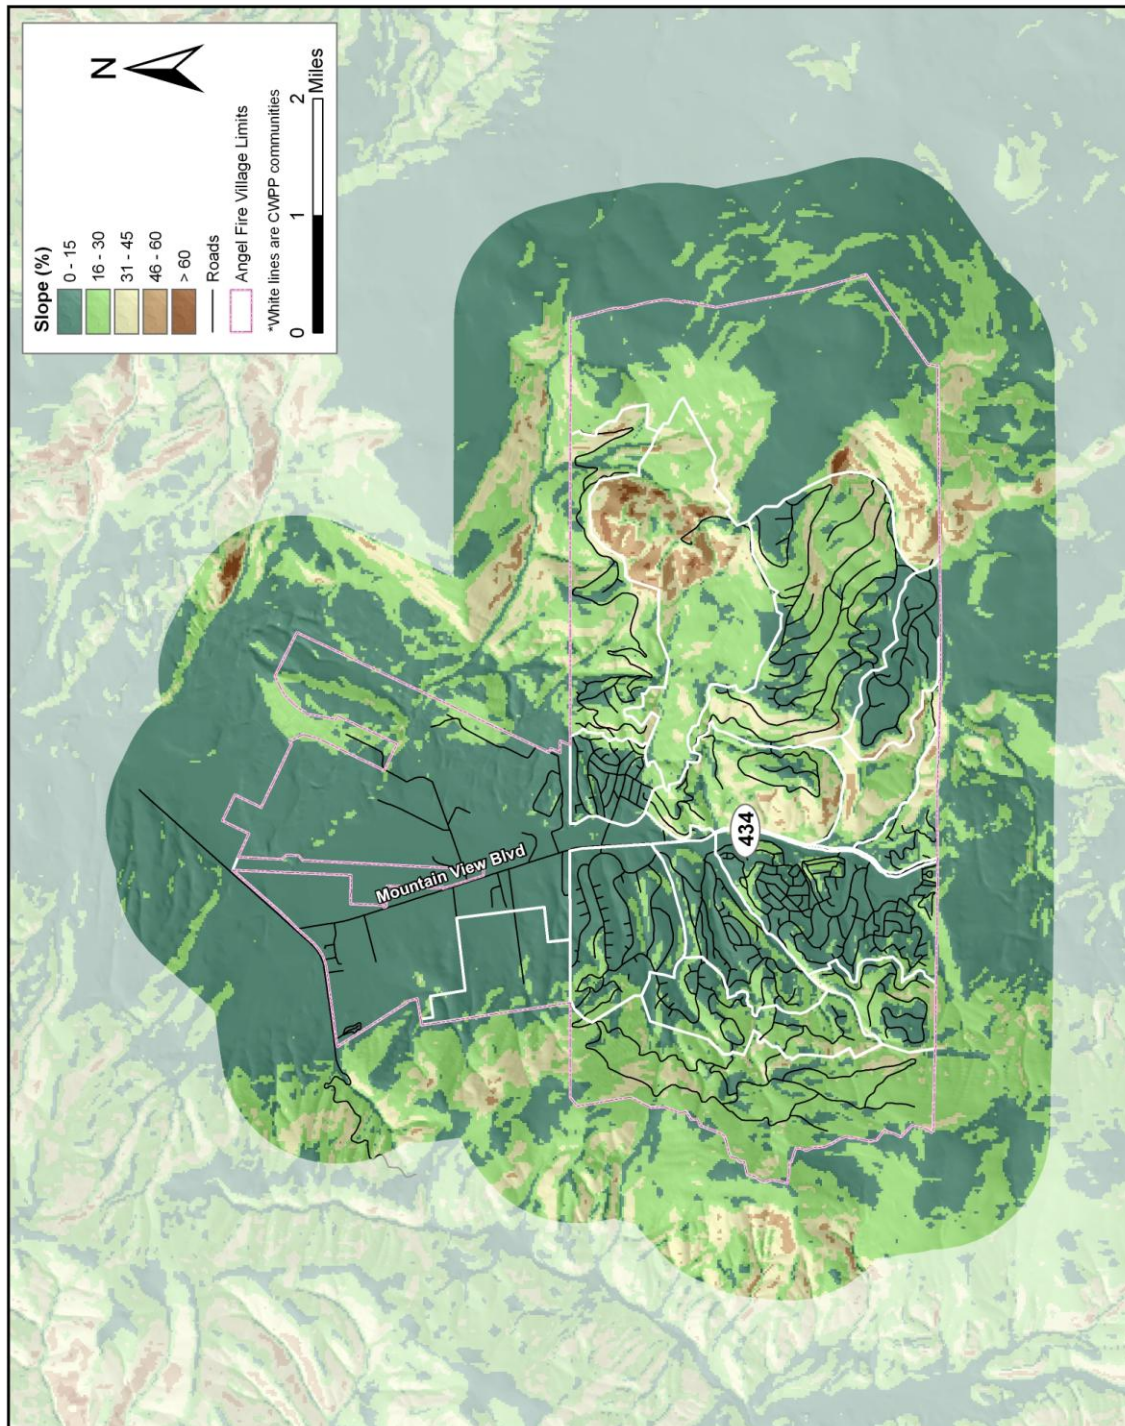 N
Slope (%)
0 - 15
16 - 30
31 - 45
46 - 60
> 60
Roads
Angel Fire Village Limits
*White lines are CWPP communities
0 1 2
Miles
Mountain View Blvd
434